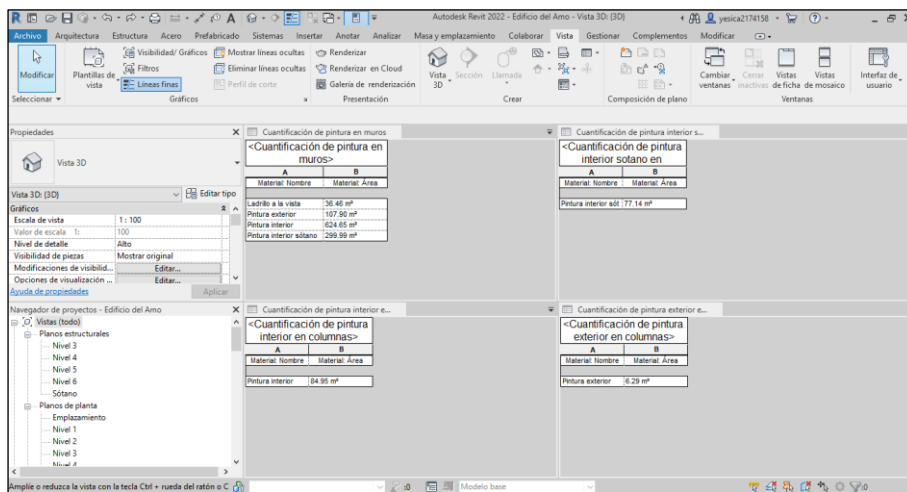 Autodesk Revit 2022 - Edificio del Amo - Vista 3D: {3D}
yesica2174158
Archivo Arquitectura Estructura Acero Prefabricado Sistemas Insertar Anotar Analizar Masa y emplazamiento Colaborar Vista Gestionar Complementos Modificar
Modificar
Plantillas de vista
Visibilidad/ Gráficos
Filtros
Líneas finas
Mostrar líneas ocultas
Eliminar líneas ocultas
Perfil de corte
Renderizar
Renderizar en Cloud
Galería de renderización
Vista 3D
Sección
Llamada
Cambiar ventanas
Cerrar inactivas
Vistas de ficha
Vistas de mosaico
Interfaz de usuario
Seleccionar
Gráficos
Presentación
Crear
Composición de plano
Ventanas
Propiedades
Vista 3D
Vista 3D: {3D}
Editar tipo
Gráficos
Escala de vista 1 : 100
Valor de escala 1: 100
Nivel de detalle Alto
Visibilidad de piezas Mostrar original
Modificaciones de visibilid... Editar...
Opciones de visualización ... Editar...
Ayuda de propiedades
Aplicar
Navegador de proyectos - Edificio del Amo
Vistas (todo)
Planos estructurales
Nivel 3
Nivel 4
Nivel 5
Nivel 6
Sótano
Planos de planta
Emplazamiento
Nivel 1
Nivel 2
Nivel 3
Nivel 4
Cuantificación de pintura en muros
<Cuantificación de pintura en
muros>
A B
Material: Nombre Material: Área
Ladrillo a la vista 36.46 m²
Pintura exterior 107.90 m²
Pintura interior 624.65 m²
Pintura interior sótano 299.99 m²
Cuantificación de pintura interior s...
<Cuantificación de pintura
interior sotano en
A B
Material: Nombre Material: Área
Pintura interior sót 77.14 m²
Cuantificación de pintura interior e...
<Cuantificación de pintura
interior en columnas>
A B
Material: Nombre Material: Área
Pintura interior 84.95 m²
Cuantificación de pintura exterior e...
<Cuantificación de pintura
exterior en columnas>
A B
Material: Nombre Material: Área
Pintura exterior 6.29 m²
Amplíe o reduzca la vista con la tecla Ctrl + rueda del ratón o C
:0
Modelo base
:0